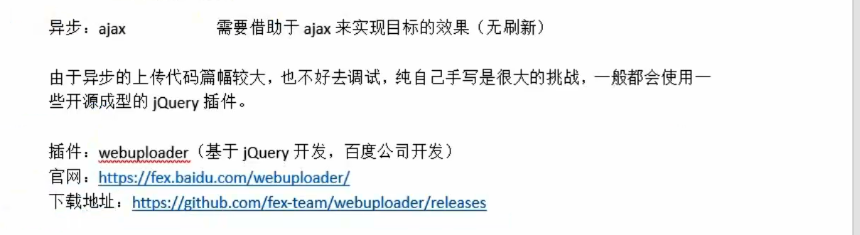 异步：ajax 需要借助于 ajax 来实现目标的效果（无刷新）
由于异步的上传代码篇幅较大，也不好去调试，纯自己手写是很大的挑战，一般都会使用一
些开源成型的 jQuery 插件。
插件：webuploader（基于 jQuery 开发，百度公司开发）
官网：https://fex.baidu.com/webuploader/
下载地址：https://github.com/fex-team/webuploader/releases